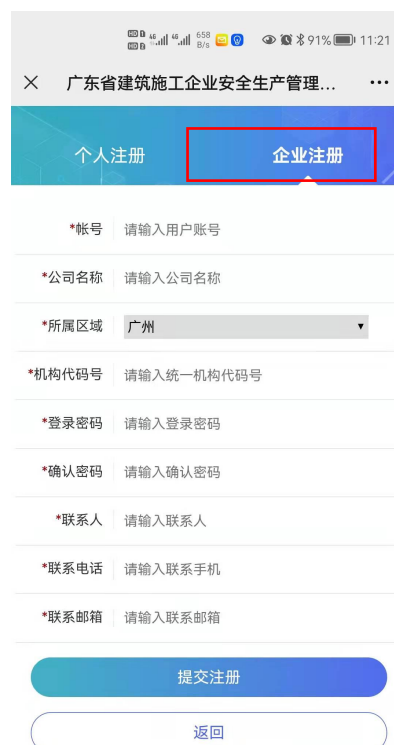 HD 1 46 46 658 B/s 91% 11:21
HD 2
广东省建筑施工企业安全生产管理...
个人注册 企业注册
*帐号 请输入用户账号
*公司名称 请输入公司名称
*所属区域 广州
*机构代码号 请输入统一机构代码号
*登录密码 请输入登录密码
*确认密码 请输入确认密码
*联系人 请输入联系人
*联系电话 请输入联系手机
*联系邮箱 请输入联系邮箱
提交注册
返回